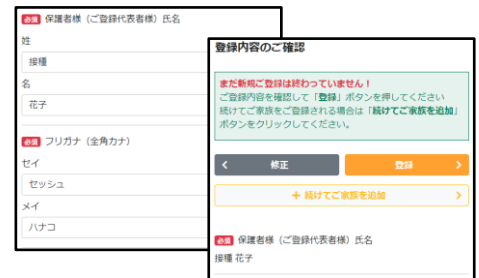 必須 保護者様（ご登録代表者様）氏名
姓
接種
名
花子
必須 フリガナ（全角カナ）
セイ
セッシュ
メイ
ハナコ
登録内容のご確認
まだ新規ご登録は終わっていません！
ご登録内容を確認して「登録」ボタンを押してください
続けてご家族をご登録される場合は「続けてご家族を追加」
ボタンをクリックしてください。
< 修正
登録 >
+ 続けてご家族を追加 >
必須 保護者様（ご登録代表者様）氏名
接種 花子